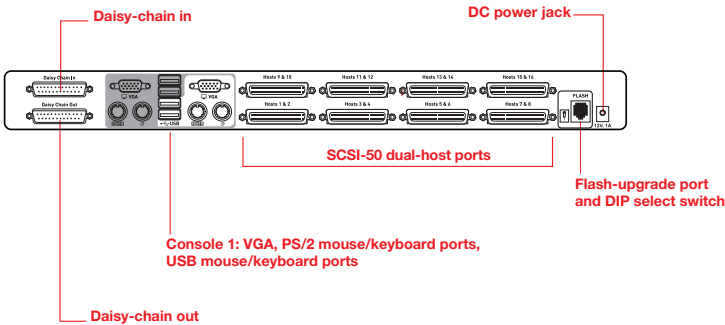 Daisy-chain in
DC power jack
Daisy Chain In
VGA
VGA
Hosts 9 & 10
Hosts 11 & 12
Hosts 13 & 14
Hosts 15 & 16
FLASH
Daisy Chain Out
USB
Hosts 1 & 2
Hosts 3 & 4
Hosts 5 & 6
Hosts 7 & 8
12V, 1A
SCSI-50 dual-host ports
Flash-upgrade port
and DIP select switch
Console 1: VGA, PS/2 mouse/keyboard ports,
USB mouse/keyboard ports
Daisy-chain out